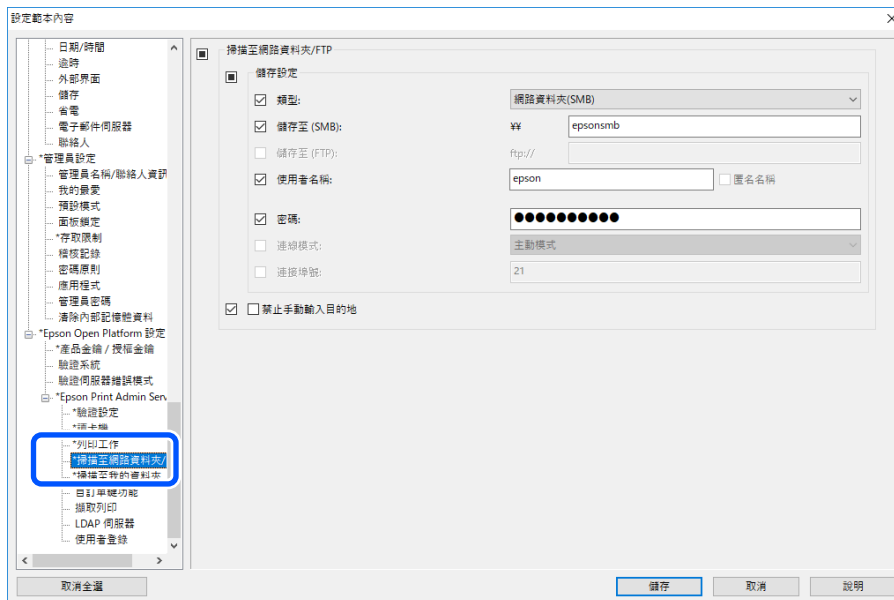 設定範本內容
日期/時間
逾時
外部界面
儲存
省電
電子郵件伺服器
聯絡人
*管理員設定
管理員名稱/聯絡人資訊
我的最愛
預設模式
面板鎖定
*存取限制
稽核記錄
密碼原則
應用程式
管理員密碼
清除內部記憶體資料
*Epson Open Platform 設定
*產品金鑰 / 授權金鑰
驗證系統
驗證伺服器錯誤模式
*Epson Print Admin Serv
*驗證設定
*讀卡機
*列印工作
*掃描至網路資料夾/
*掃描至我的資料夾
自訂單鍵功能
擷取列印
LDAP 伺服器
使用者登錄
掃描至網路資料夾/FTP
儲存設定
類型: 網路資料夾(SMB)
儲存至 (SMB): ¥¥ epsonsmb
儲存至 (FTP): ftp://
使用者名稱: epson 匿名名稱
密碼: ●●●●●●●●●●
連線模式: 主動模式
連接埠號: 21
禁止手動輸入目的地
取消全選 儲存 取消 說明